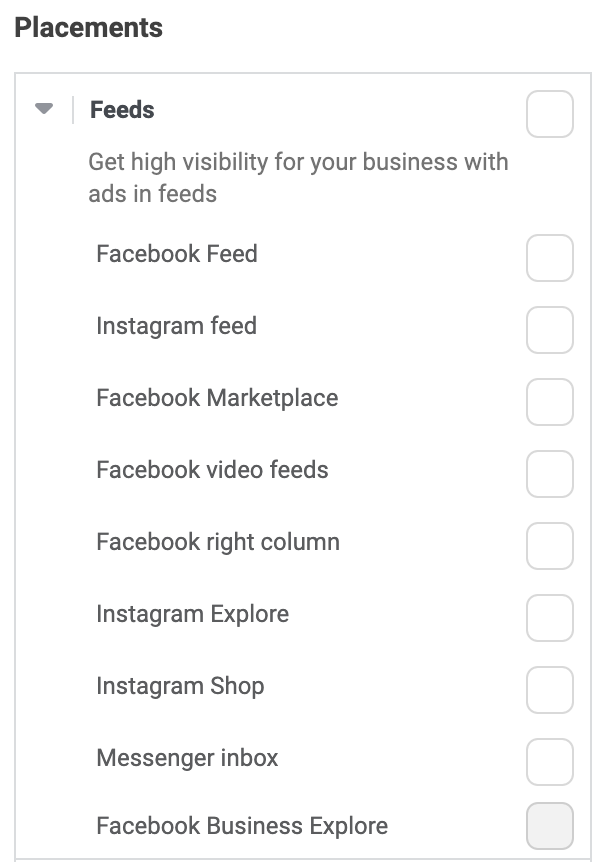 Placements
Feeds
Get high visibility for your business with
ads in feeds
Facebook Feed
Instagram feed
Facebook Marketplace
Facebook video feeds
Facebook right column
Instagram Explore
Instagram Shop
Messenger inbox
Facebook Business Explore